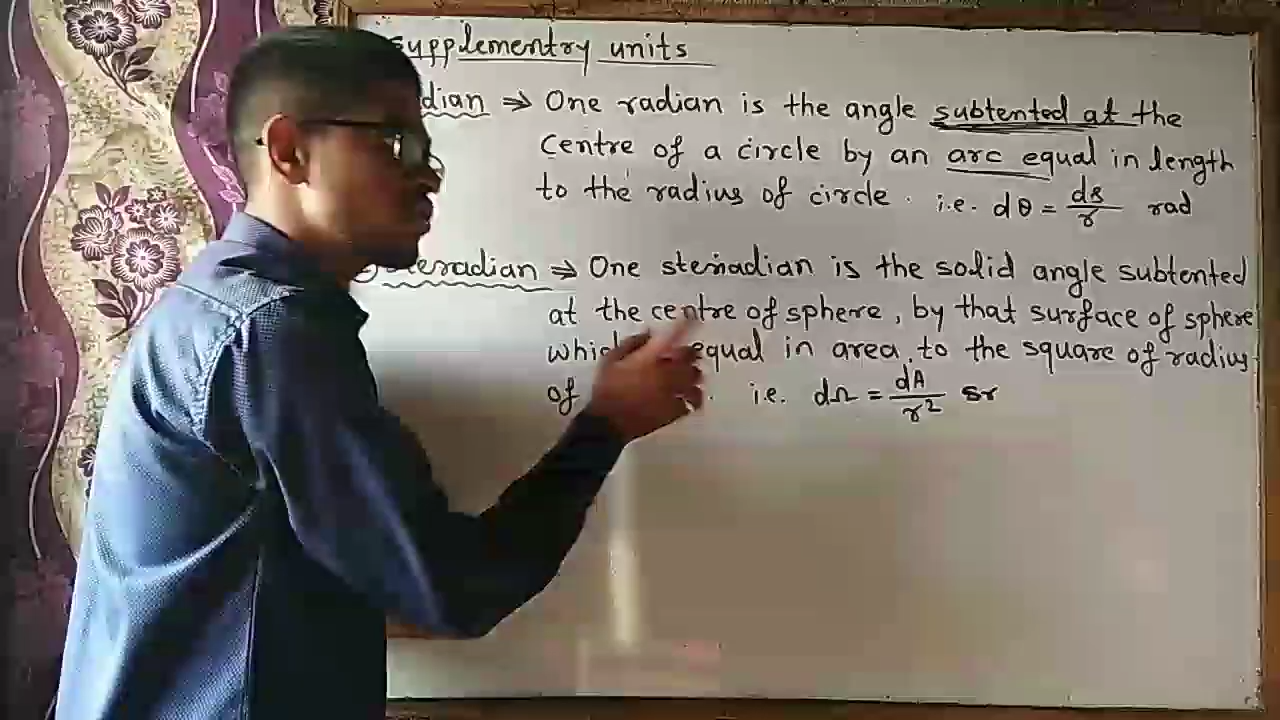 supplementry units
dian ⇒ One radian is the angle subtented at the
Centre of a circle by an arc equal in length
to the radius of circle. i.e. dθ = ds/r rad
steradian ⇒ One steriadian is the solid angle subtented
at the centre of sphere, by that surface of sphere
which equal in area, to the square of radius
of i.e. dΩ = dA/r² sr